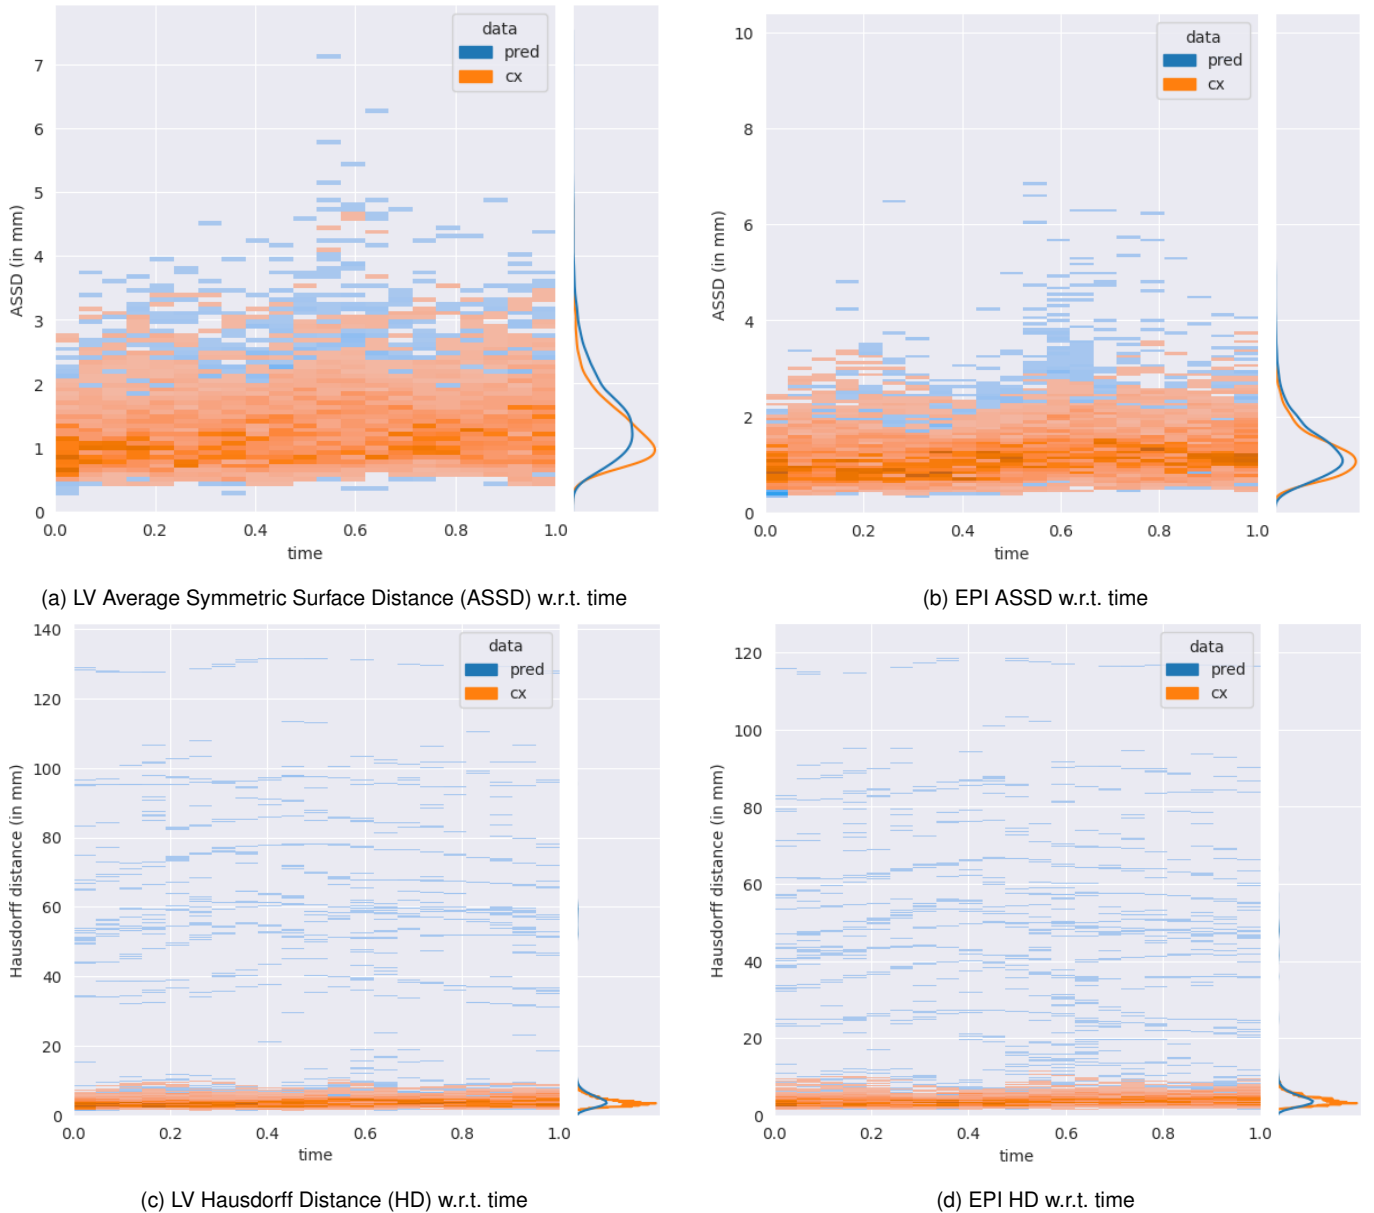 data
pred
cx
7
6
5
4
3
2
1
0
ASSD (in mm)
0.0 0.2 0.4 0.6 0.8 1.0
time
data
pred
cx
10
8
6
4
2
0
ASSD (in mm)
0.0 0.2 0.4 0.6 0.8 1.0
time
(a) LV Average Symmetric Surface Distance (ASSD) w.r.t. time
(b) EPI ASSD w.r.t. time
data
pred
cx
140
120
100
80
60
40
20
0
Hausdorff distance (in mm)
0.0 0.2 0.4 0.6 0.8 1.0
time
data
pred
cx
120
100
80
60
40
20
0
Hausdorff distance (in mm)
0.0 0.2 0.4 0.6 0.8 1.0
time
(c) LV Hausdorff Distance (HD) w.r.t. time
(d) EPI HD w.r.t. time